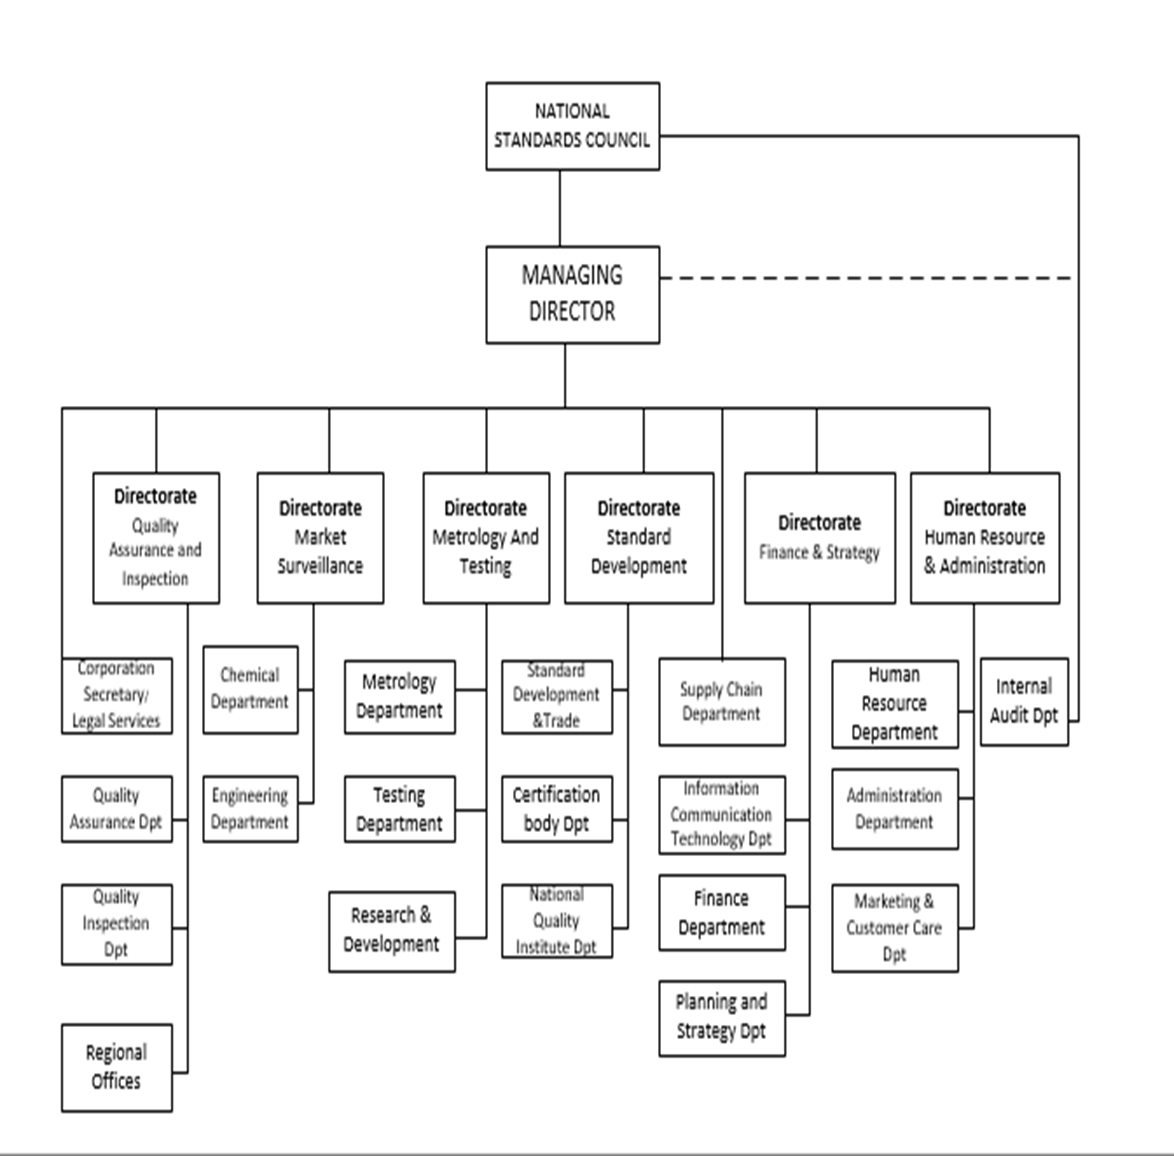 NATIONAL
STANDARDS COUNCIL
MANAGING
DIRECTOR
Directorate
Quality
Assurance and
Inspection
Directorate
Market
Surveillance
Directorate
Metrology And
Testing
Directorate
Standard
Development
Directorate
Finance & Strategy
Directorate
Human Resource
& Administration
Corporation
Secretary/
Legal Services
Quality
Assurance Dpt
Quality
Inspection
Dpt
Regional
Offices
Chemical
Department
Engineering
Department
Metrology
Department
Testing
Department
Research &
Development
Standard
Development
&Trade
Certification
body Dpt
National
Quality
Institute Dpt
Supply Chain
Department
Information
Communication
Technology Dpt
Finance
Department
Planning and
Strategy Dpt
Human
Resource
Department
Administration
Department
Marketing &
Customer Care
Dpt
Internal
Audit Dpt